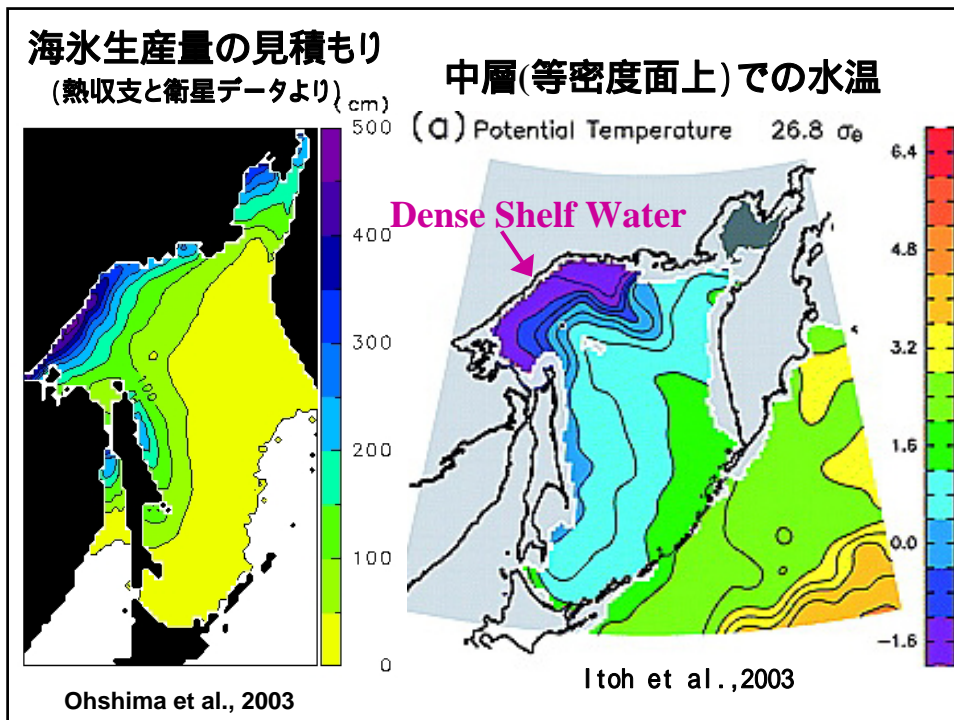 海氷生産量の見積もり
(熱収支と衛星データより)
(cm)
500
400
300
200
100
0
Ohshima et al., 2003
中層(等密度面上)での水温
(a) Potential Temperature 26.8 σθ
Dense Shelf Water
6.4
4.8
3.2
1.6
0.0
-1.6
Itoh et al.,2003